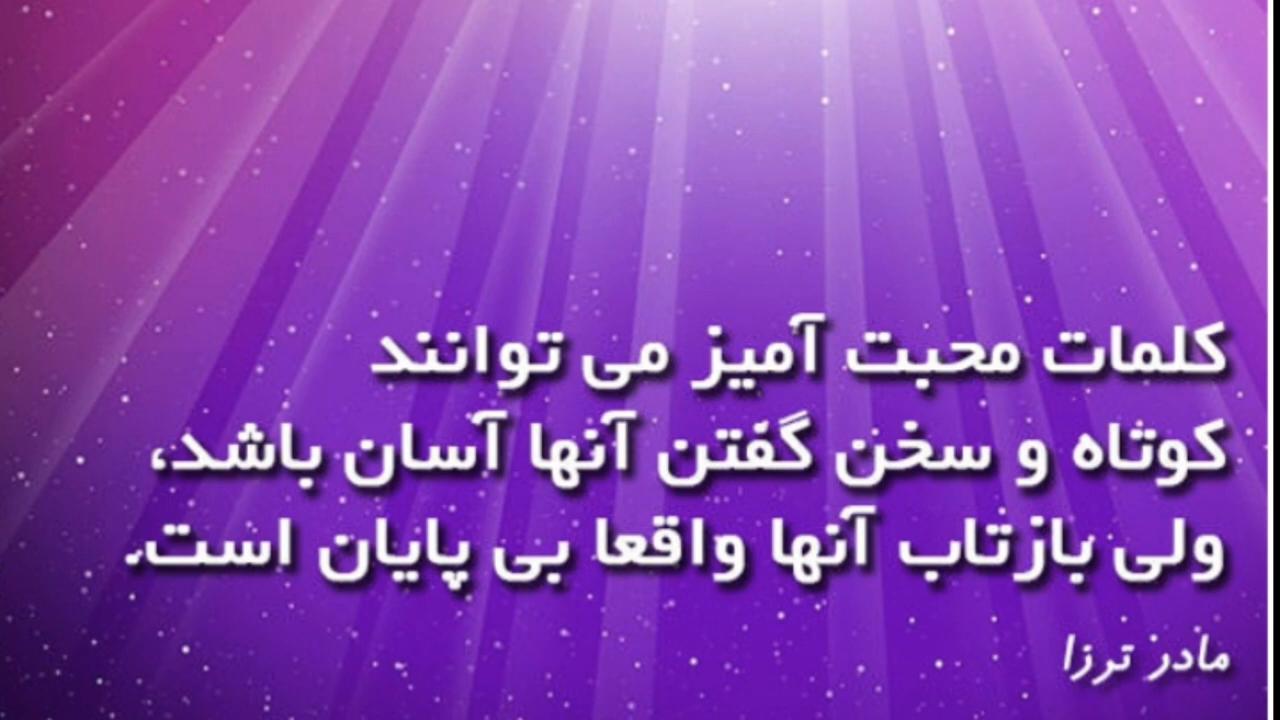 کلمات محبت آمیز می توانند
کوتاه و سخن گفتن آنها آسان باشد،
ولی بازتاب آنها واقعا بی پایان است.
مادر ترزا